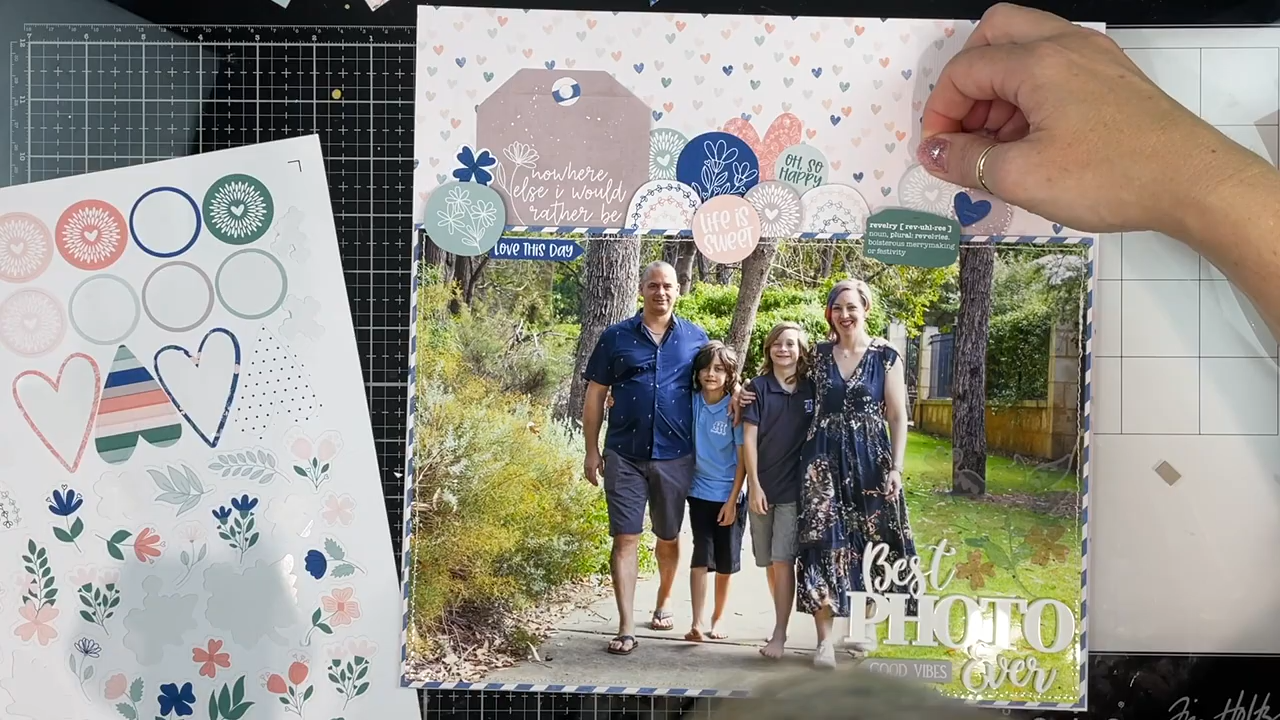 nowhere
else i would
rather be
OH, SO
HAPPY
LIFE IS
SWEET
LOVE THIS DAY
revelry [ rev-uhl-ree ]
noun, plural: revelries.
boisterous merrymaking
or festivity
Best
PHOTO
Ever
GOOD VIBES